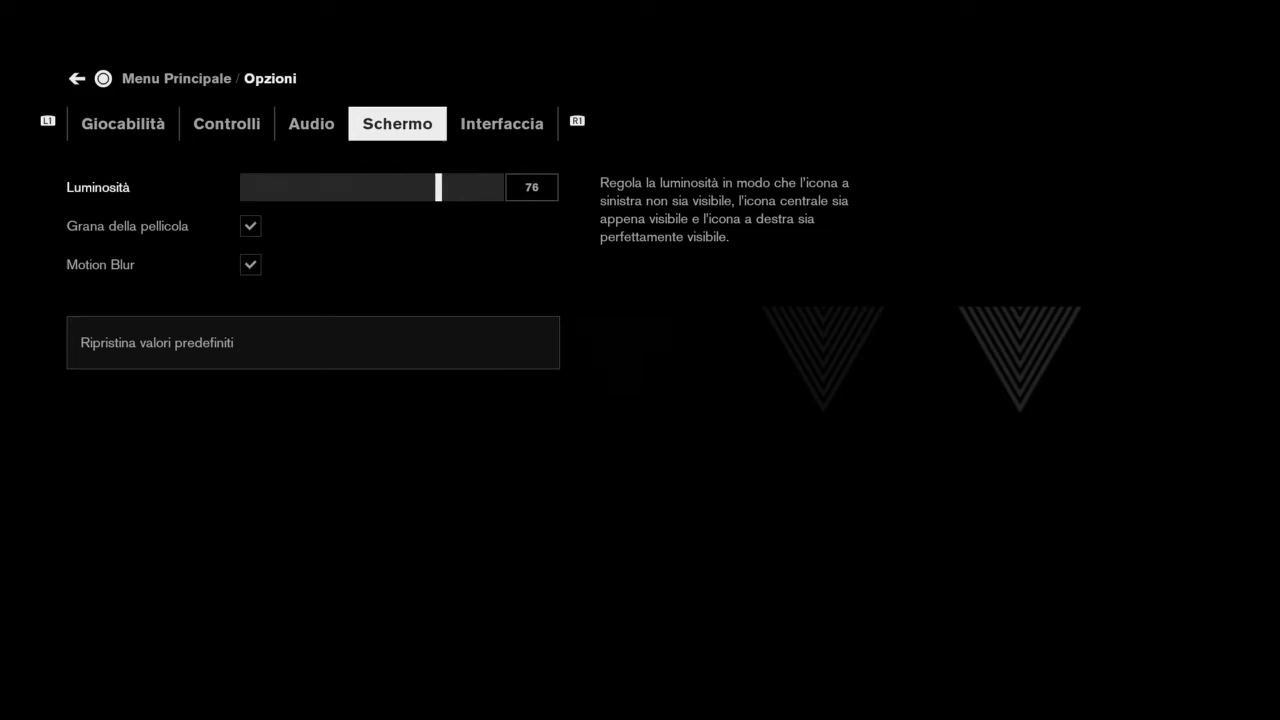 Menu Principale / Opzioni
L1 Giocabilità Controlli Audio Schermo Interfaccia R1
Luminosità 76
Grana della pellicola
Motion Blur
Ripristina valori predefiniti
Regola la luminosità in modo che l'icona a
sinistra non sia visibile, l'icona centrale sia
appena visibile e l'icona a destra sia
perfettamente visibile.